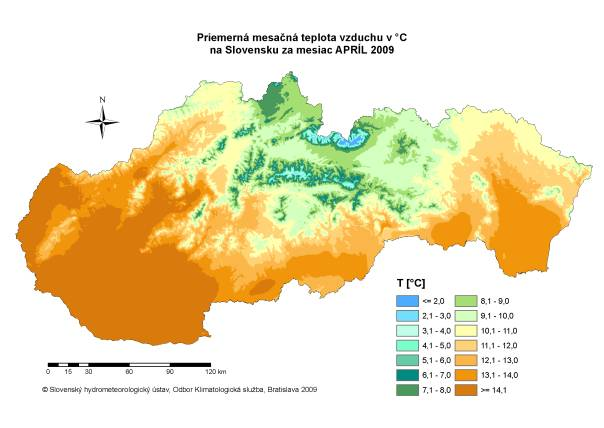 Priemerná mesačná teplota vzduchu v °C
na Slovensku za mesiac APRÍL 2009
N
T [°C]
<= 2,0
2,1 - 3,0
3,1 - 4,0
4,1 - 5,0
5,1 - 6,0
6,1 - 7,0
7,1 - 8,0
8,1 - 9,0
9,1 - 10,0
10,1 - 11,0
11,1 - 12,0
12,1 - 13,0
13,1 - 14,0
>= 14,1
0 15 30 60 90 120 km
© Slovenský hydrometeorologický ústav, Odbor Klimatologická služba, Bratislava 2009